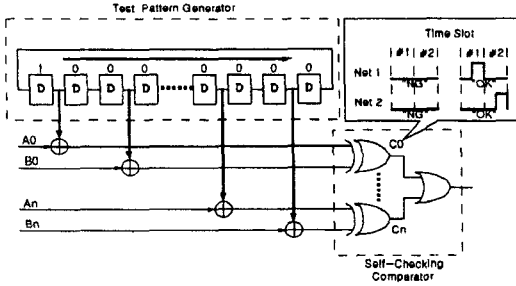 Test Pattern Generator
1 0 0 0 0 0 0 0
D D D D D D D D
Time Slot
#1 #2 #1 #2
Net 1
"NG" "OK"
Net 2
"NG" "OK"
A0
B0
C0
An
Bn
Cn
Self-Checking
Comparator